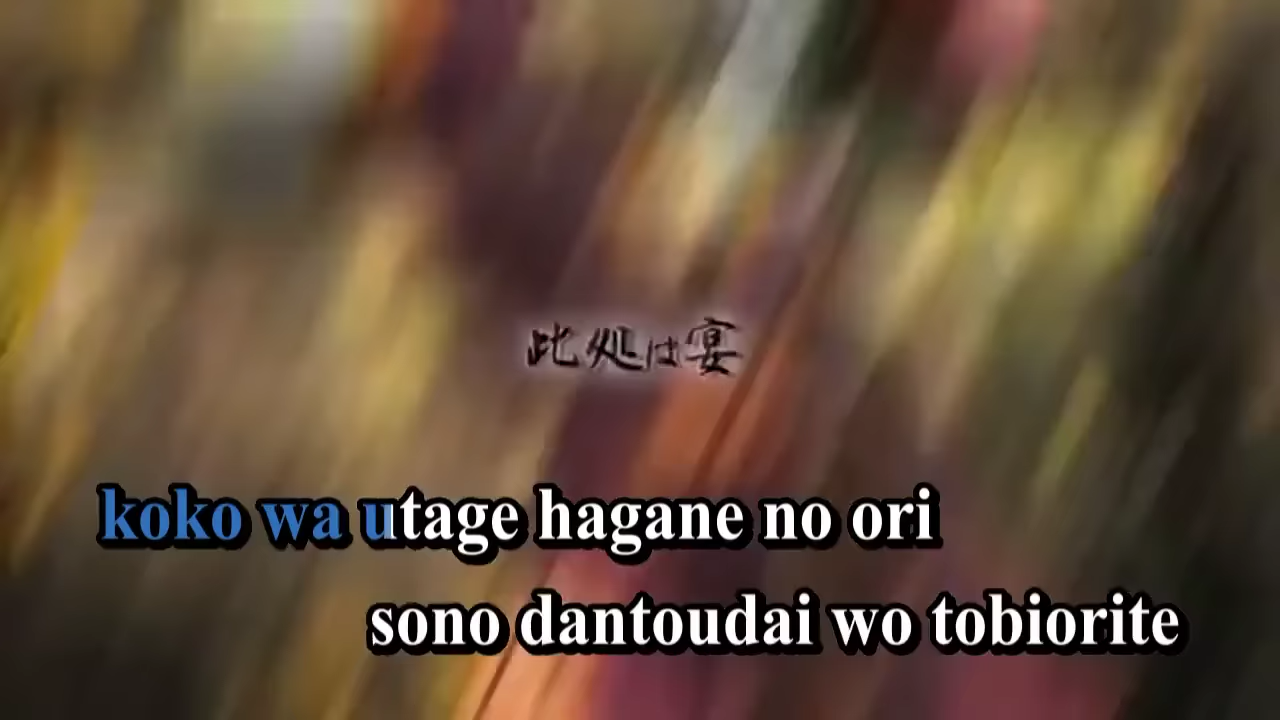 此処は宴
koko wa utage hagane no ori
sono dantoudai wo tobiorite